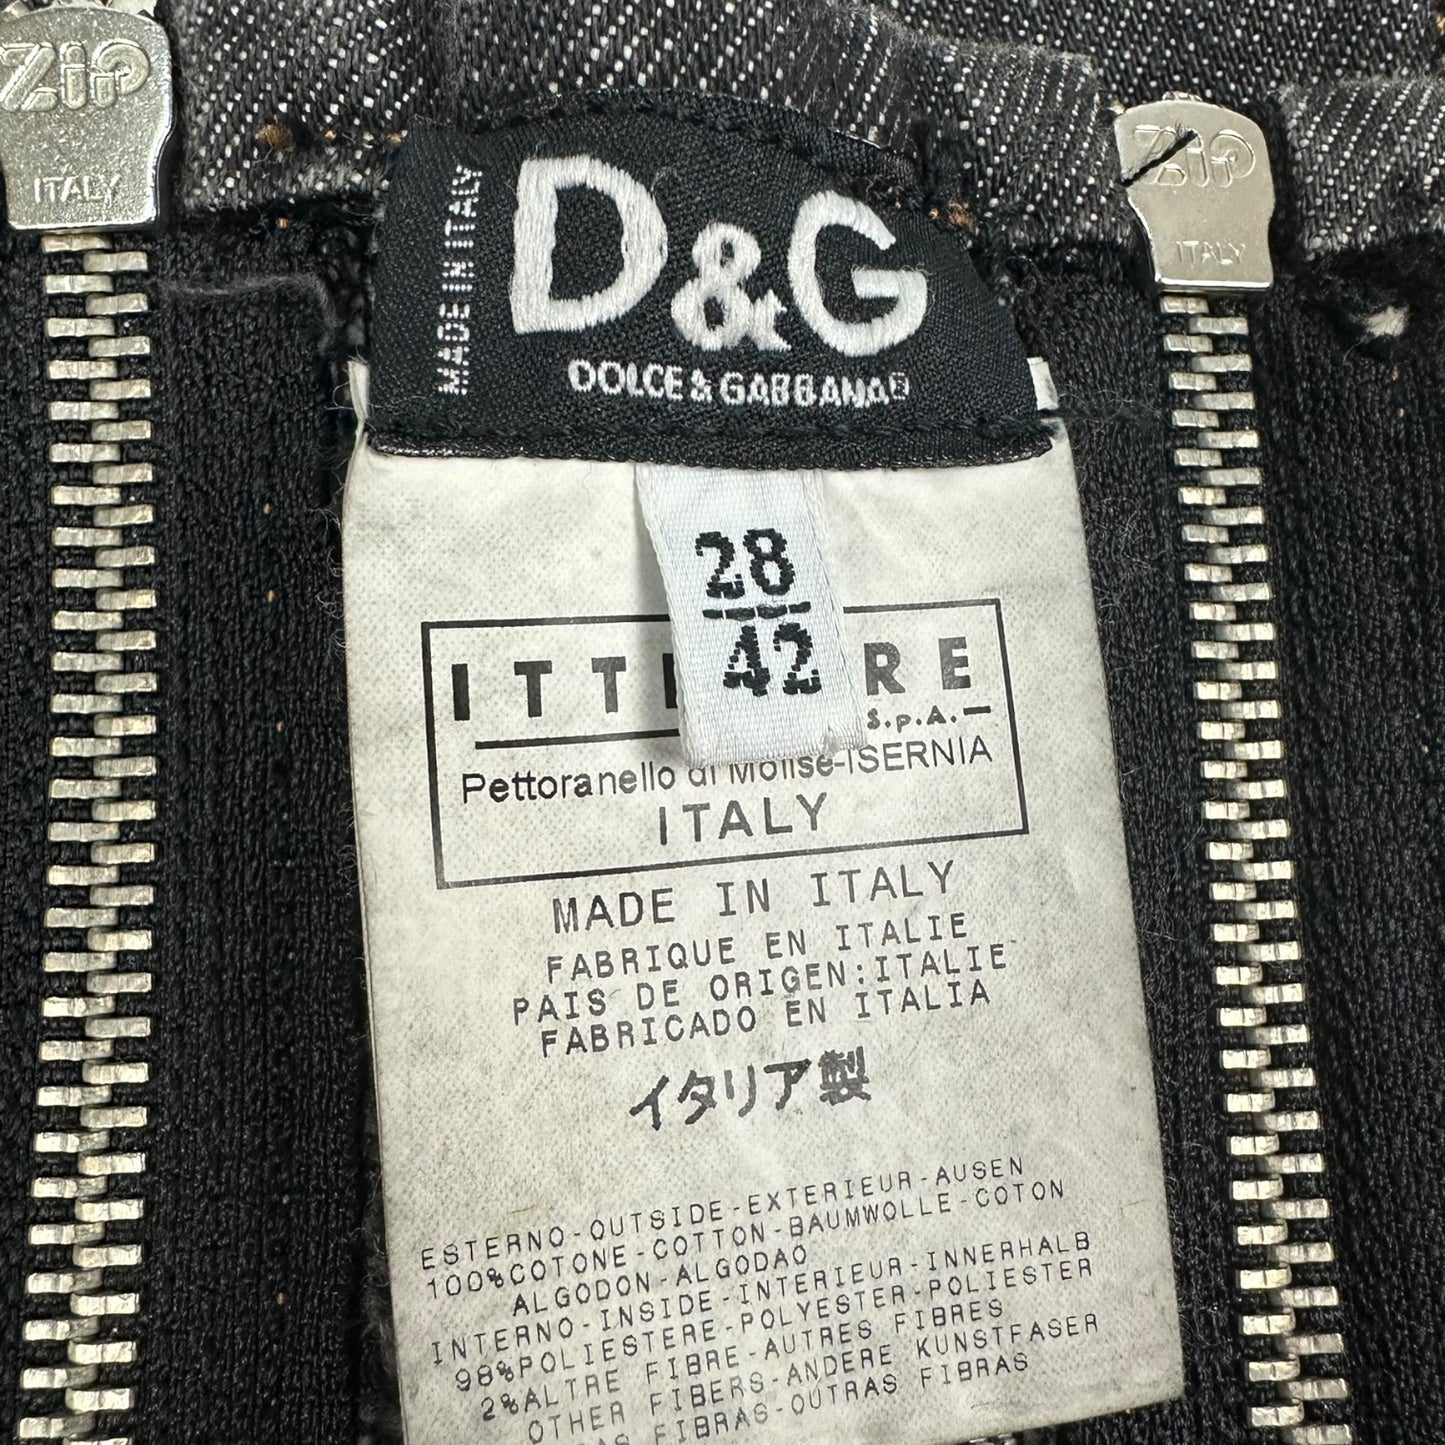 Zip
ITALY
MADE IN ITALY
D&G
DOLCE & GABBANA®
Zip
ITALY
28
42
ITTI RE
S.p.A.
Pettoranello di Molise-ISERNIA
ITALY
MADE IN ITALY
FABRIQUE EN ITALIE
PAIS DE ORIGEN:ITALIE
FABRICADO EN ITALIA
イタリア製
ESTERNO-OUTSIDE-EXTERIEUR-AUSEN
100%COTONE-COTTON-BAUMWOLLE-COTON
ALGODON-ALGODAO
INTERNO-INSIDE-INTERIEUR-INNERHALB
98%POLIESTERE-POLYESTER-POLIESTER
2%ALTRE FIBRE-AUTRES FIBRES
OTHER FIBERS-ANDERE KUNSTFASER
FIBRAS-OUTRAS FIBRAS